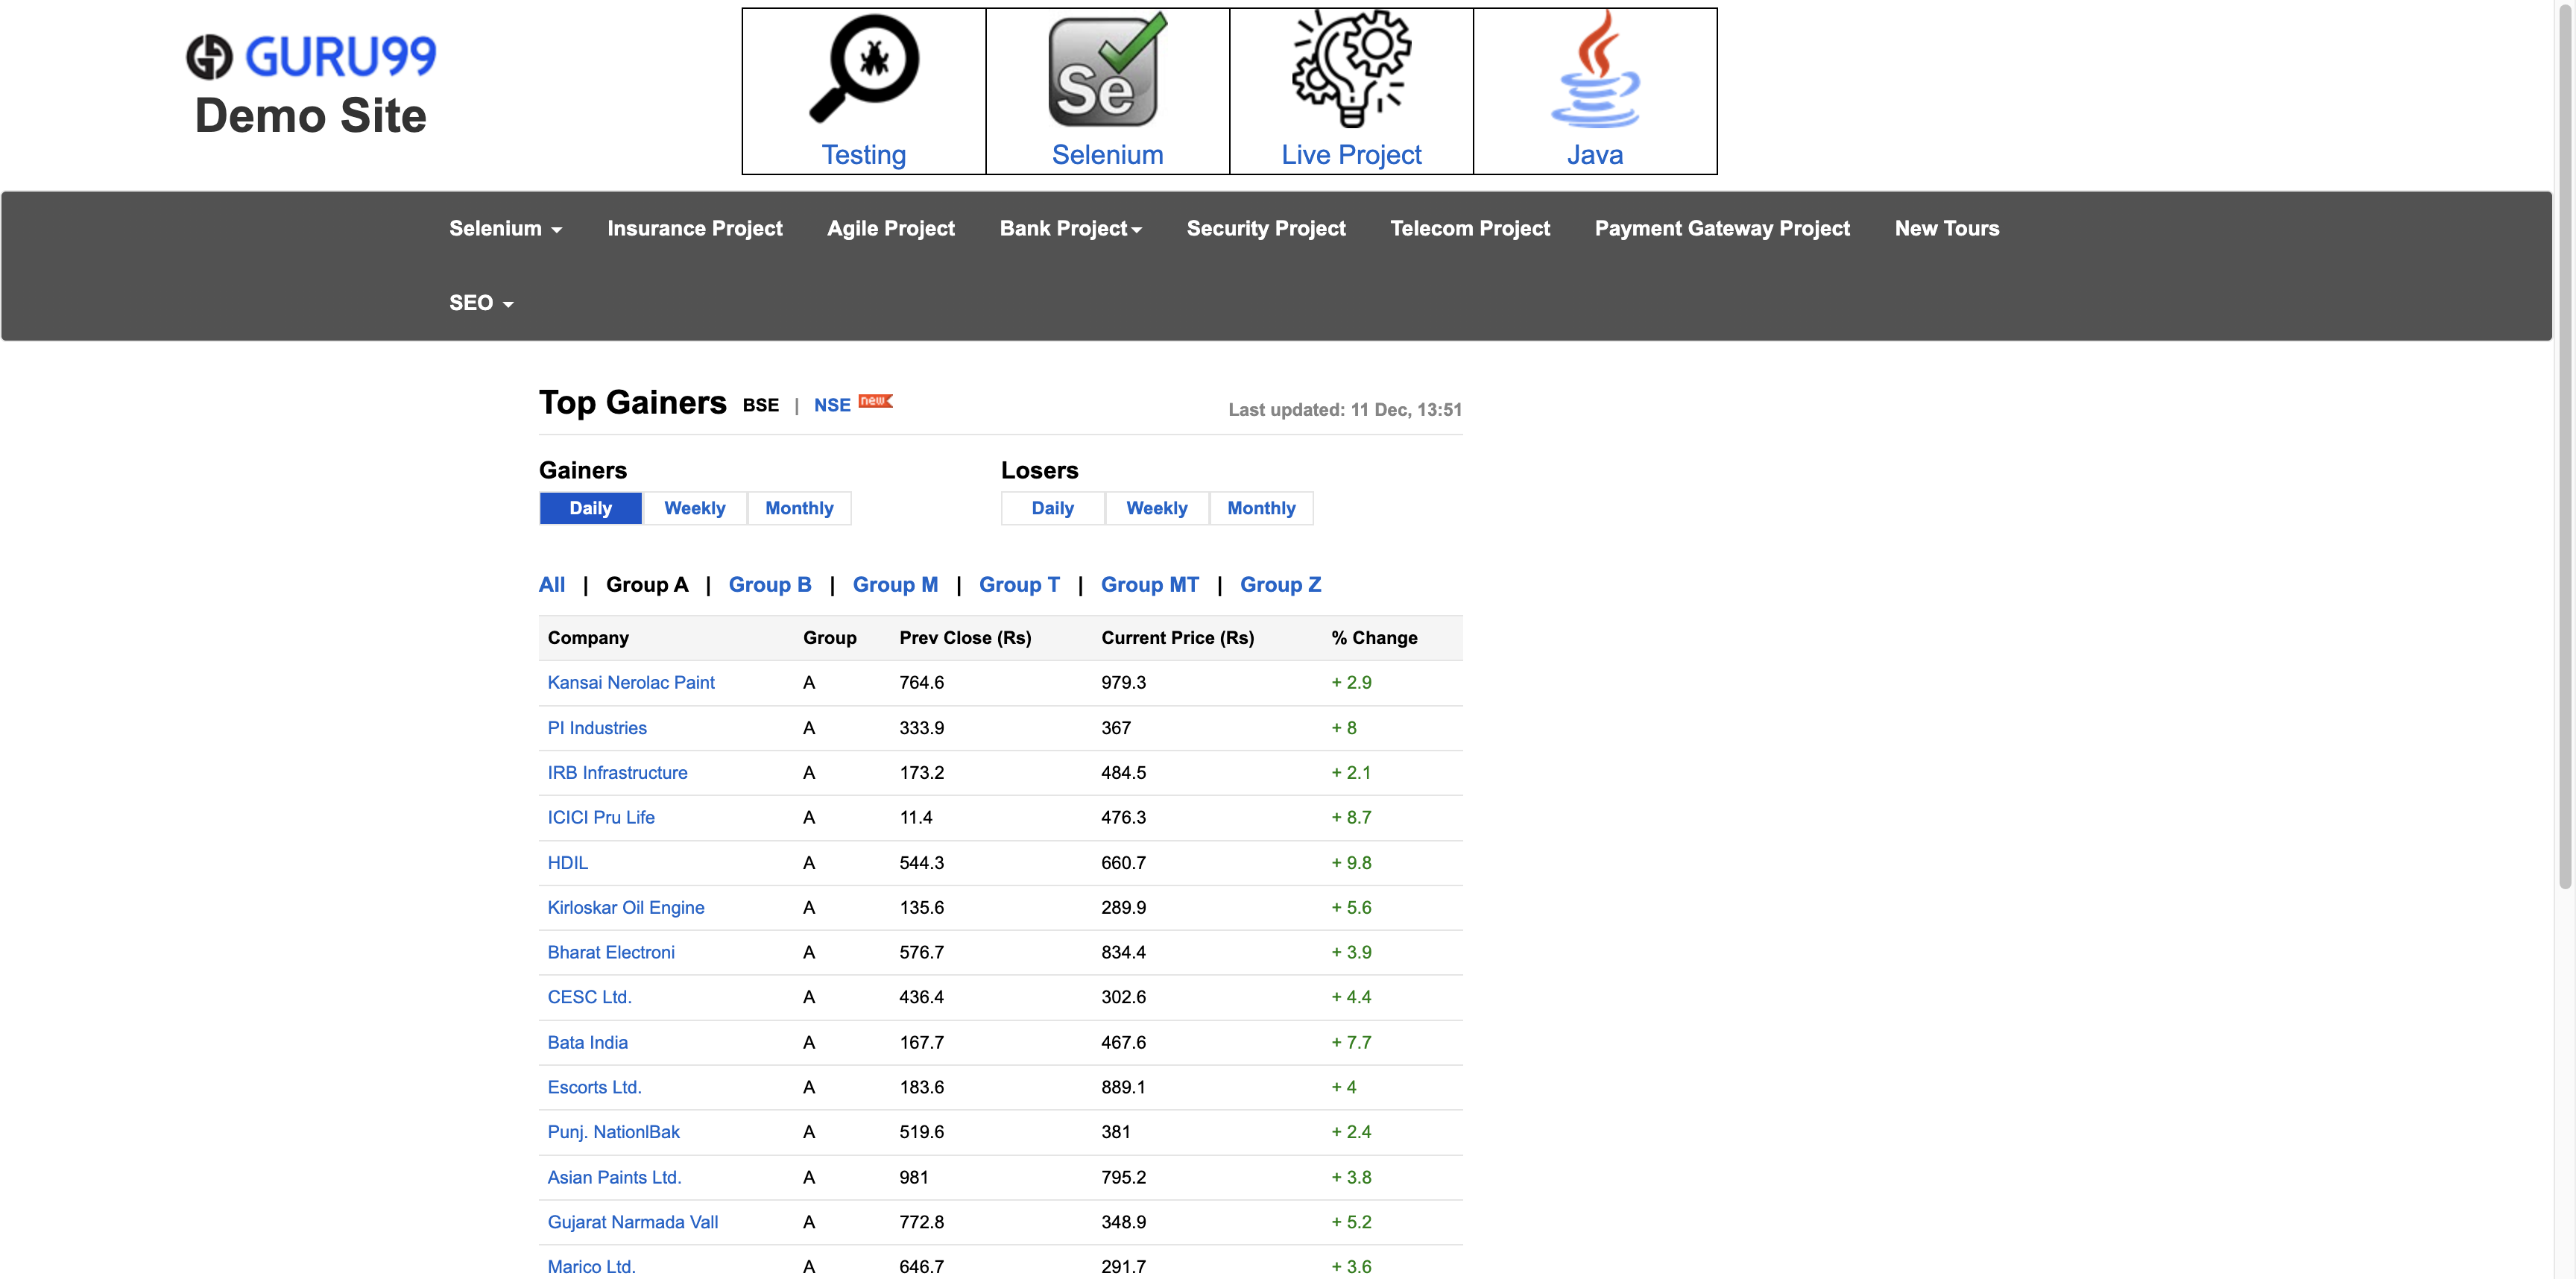 GURU99
Demo Site
Testing
Se
Selenium
Live Project
Java
Selenium Insurance Project Agile Project Bank Project Security Project Telecom Project Payment Gateway Project New Tours
SEO
Top Gainers BSE | NSE new Last updated: 11 Dec, 13:51
Gainers Losers
Daily Weekly Monthly Daily Weekly Monthly
All | Group A | Group B | Group M | Group T | Group MT | Group Z
Company Group Prev Close (Rs) Current Price (Rs) % Change
Kansai Nerolac Paint A 764.6 979.3 + 2.9
PI Industries A 333.9 367 + 8
IRB Infrastructure A 173.2 484.5 + 2.1
ICICI Pru Life A 11.4 476.3 + 8.7
HDIL A 544.3 660.7 + 9.8
Kirloskar Oil Engine A 135.6 289.9 + 5.6
Bharat Electroni A 576.7 834.4 + 3.9
CESC Ltd. A 436.4 302.6 + 4.4
Bata India A 167.7 467.6 + 7.7
Escorts Ltd. A 183.6 889.1 + 4
Punj. NationlBak A 519.6 381 + 2.4
Asian Paints Ltd. A 981 795.2 + 3.8
Gujarat Narmada Vall A 772.8 348.9 + 5.2
Marico Ltd. A 646.7 291.7 + 3.6